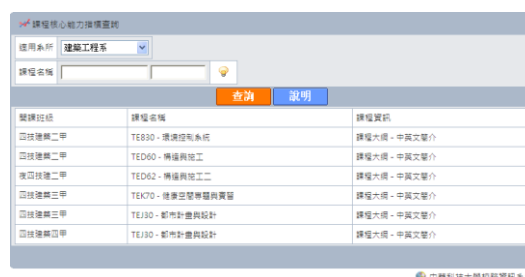 課程核心能力指標查詢
適用系所 建築工程系
課程名稱
查詢 說明
開課班級 課程名稱 課程資訊
四技建築二甲 TEB30 - 環境控制系統 課程大綱 - 中英文簡介
四技建築二甲 TED60 - 構造與施工 課程大綱 - 中英文簡介
夜四技建二甲 TED62 - 構造與施工二 課程大綱 - 中英文簡介
四技建築三甲 TEK70 - 健康空間專題與實習 課程大綱 - 中英文簡介
四技建築三甲 TEJ30 - 都市計畫與設計 課程大綱 - 中英文簡介
四技建築四甲 TEJ30 - 都市計畫與設計 課程大綱 - 中英文簡介